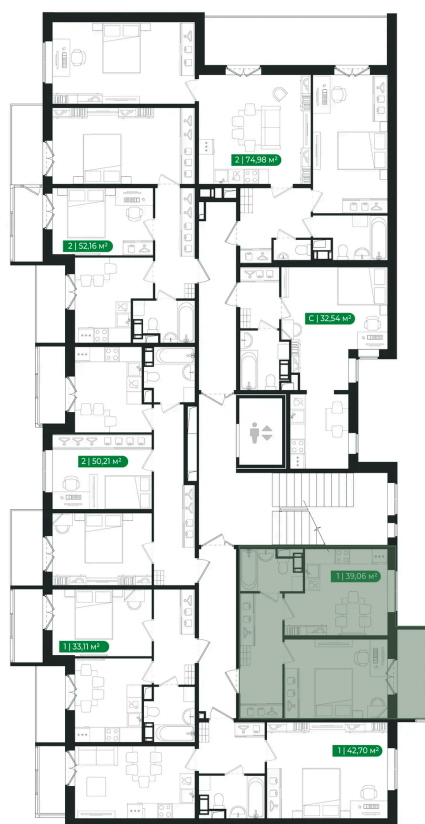 2 | 74,98 м²
2 | 52,16 м²
С | 32,54 м²
2 | 50,21 м²
1 | 39,06 м²
1 | 33,11 м²
1 | 42,70 м²